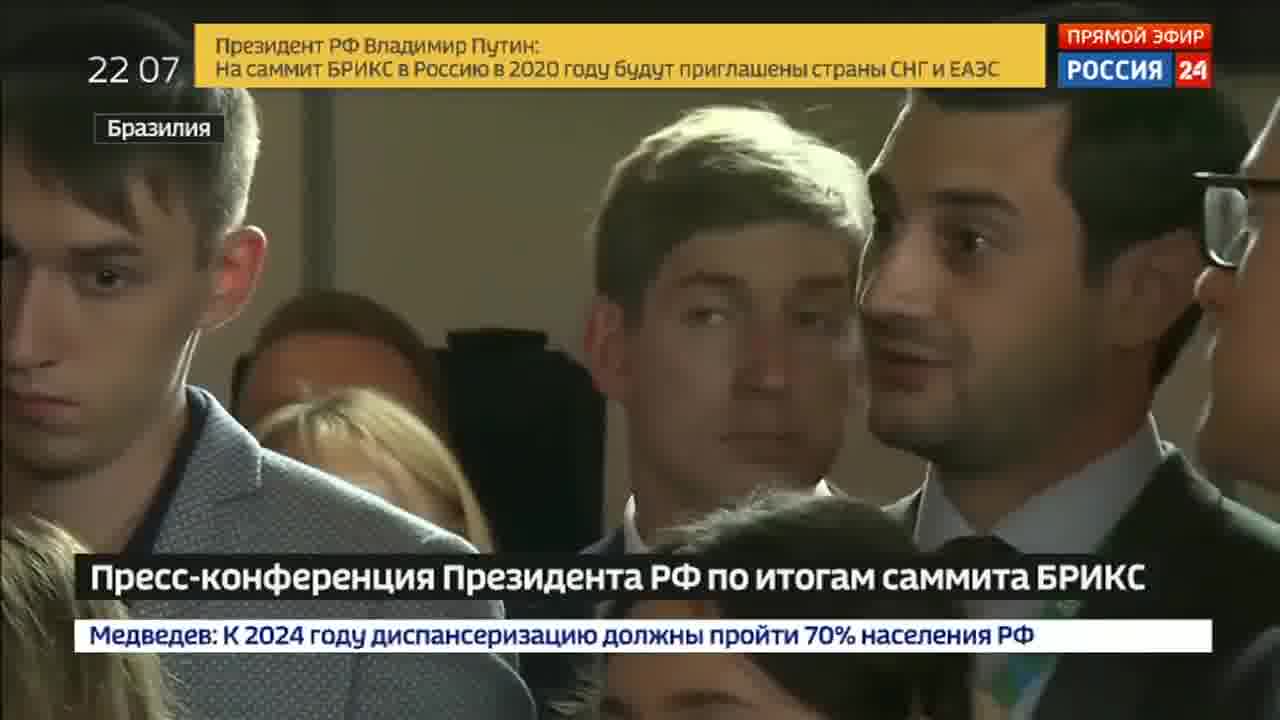 22 07
Президент РФ Владимир Путин:
На саммит БРИКС в Россию в 2020 году будут приглашены страны СНГ и ЕАЭС
ПРЯМОЙ ЭФИР
РОССИЯ 24
Бразилия
Пресс-конференция Президента РФ по итогам саммита БРИКС
Медведев: К 2024 году диспансеризацию должны пройти 70% населения РФ